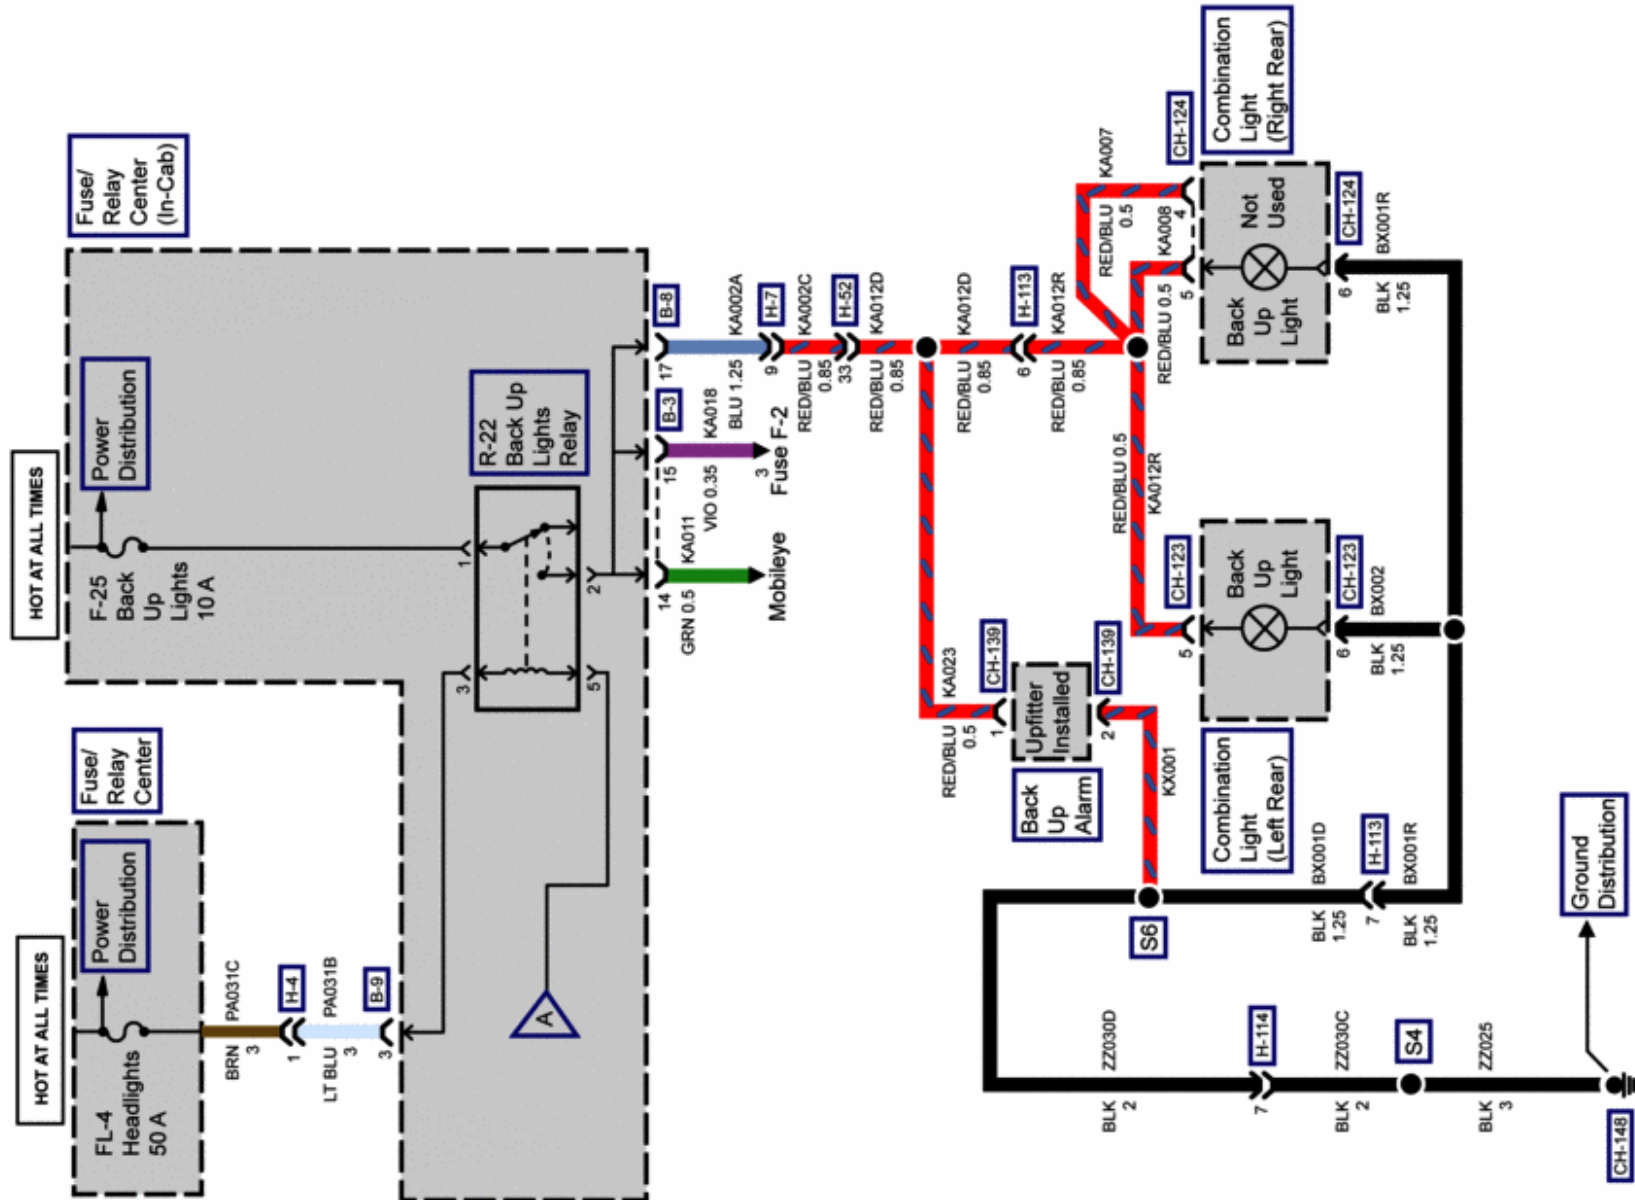 HOT AT ALL TIMES
FL-4
Headlights
50 A
Power
Distribution
Fuse/
Relay
Center
BRN 3
PA031C
1
H-4
LT BLU 3
PA031B
3
B-9
A
HOT AT ALL TIMES
F-25
Back
Up
Lights
10 A
Power
Distribution
Fuse/
Relay
Center
(In-Cab)
R-22
Back Up
Lights
Relay
3
1
5
2
14
15
B-3
17
B-8
GRN 0.5
KA011
VIO 0.35
KA018
BLU 1.25
KA002A
Mobileye
3
Fuse F-2
9
H-7
RED/BLU
0.85
KA002C
33
H-52
RED/BLU
0.85
KA012D
RED/BLU
0.85
KA012D
6
H-113
RED/BLU
0.85
KA012R
RED/BLU
0.5
KA023
1
CH-139
Back
Up
Alarm
Upfitter
Installed
2
CH-139
KX001
S6
RED/BLU 0.5
KA012R
RED/BLU
0.5
KA007
RED/BLU 0.5
KA008
5
CH-123
5
4
CH-124
Combination
Light
(Left Rear)
Back
Up
Light
Back
Up
Light
Not
Used
Combination
Light
((Right Rear)
6
CH-123
BLK
1.25
BX002
6
CH-124
BLK
1.25
BX001R
BLK
1.25
BX001D
7
H-113
BLK
1.25
BX001R
BLK
2
ZZ030D
7
H-114
BLK
2
ZZ030C
S4
BLK
3
ZZ025
Ground
Distribution
CH-148